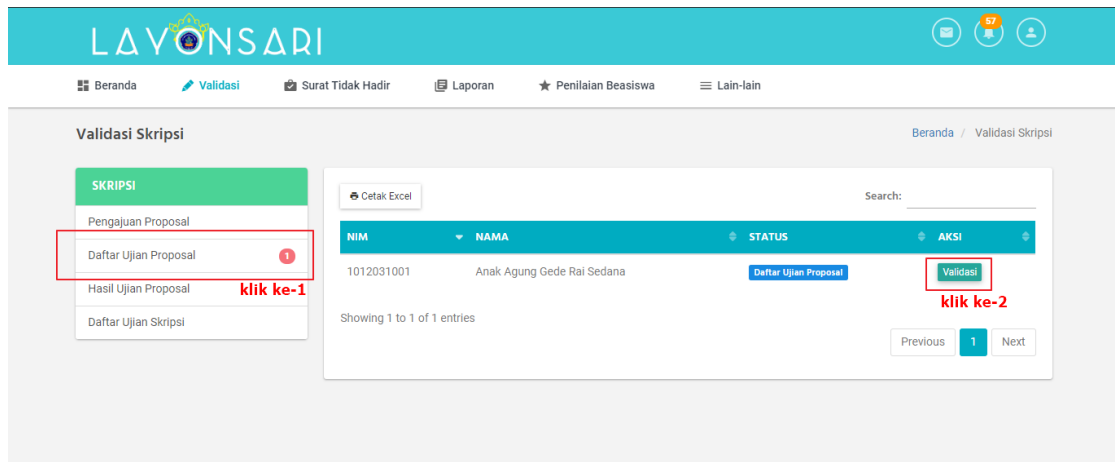 LAYONSARI
57
Beranda Validasi Surat Tidak Hadir Laporan Penilaian Beasiswa Lain-lain
Validasi Skripsi
Beranda / Validasi Skripsi
SKRIPSI
Pengajuan Proposal
Daftar Ujian Proposal 1
Hasil Ujian Proposal
klik ke-1
Daftar Ujian Skripsi
Cetak Excel
Search:
NIM NAMA STATUS AKSI
1012031001 Anak Agung Gede Rai Sedana Daftar Ujian Proposal Validasi
klik ke-2
Showing 1 to 1 of 1 entries
Previous 1 Next